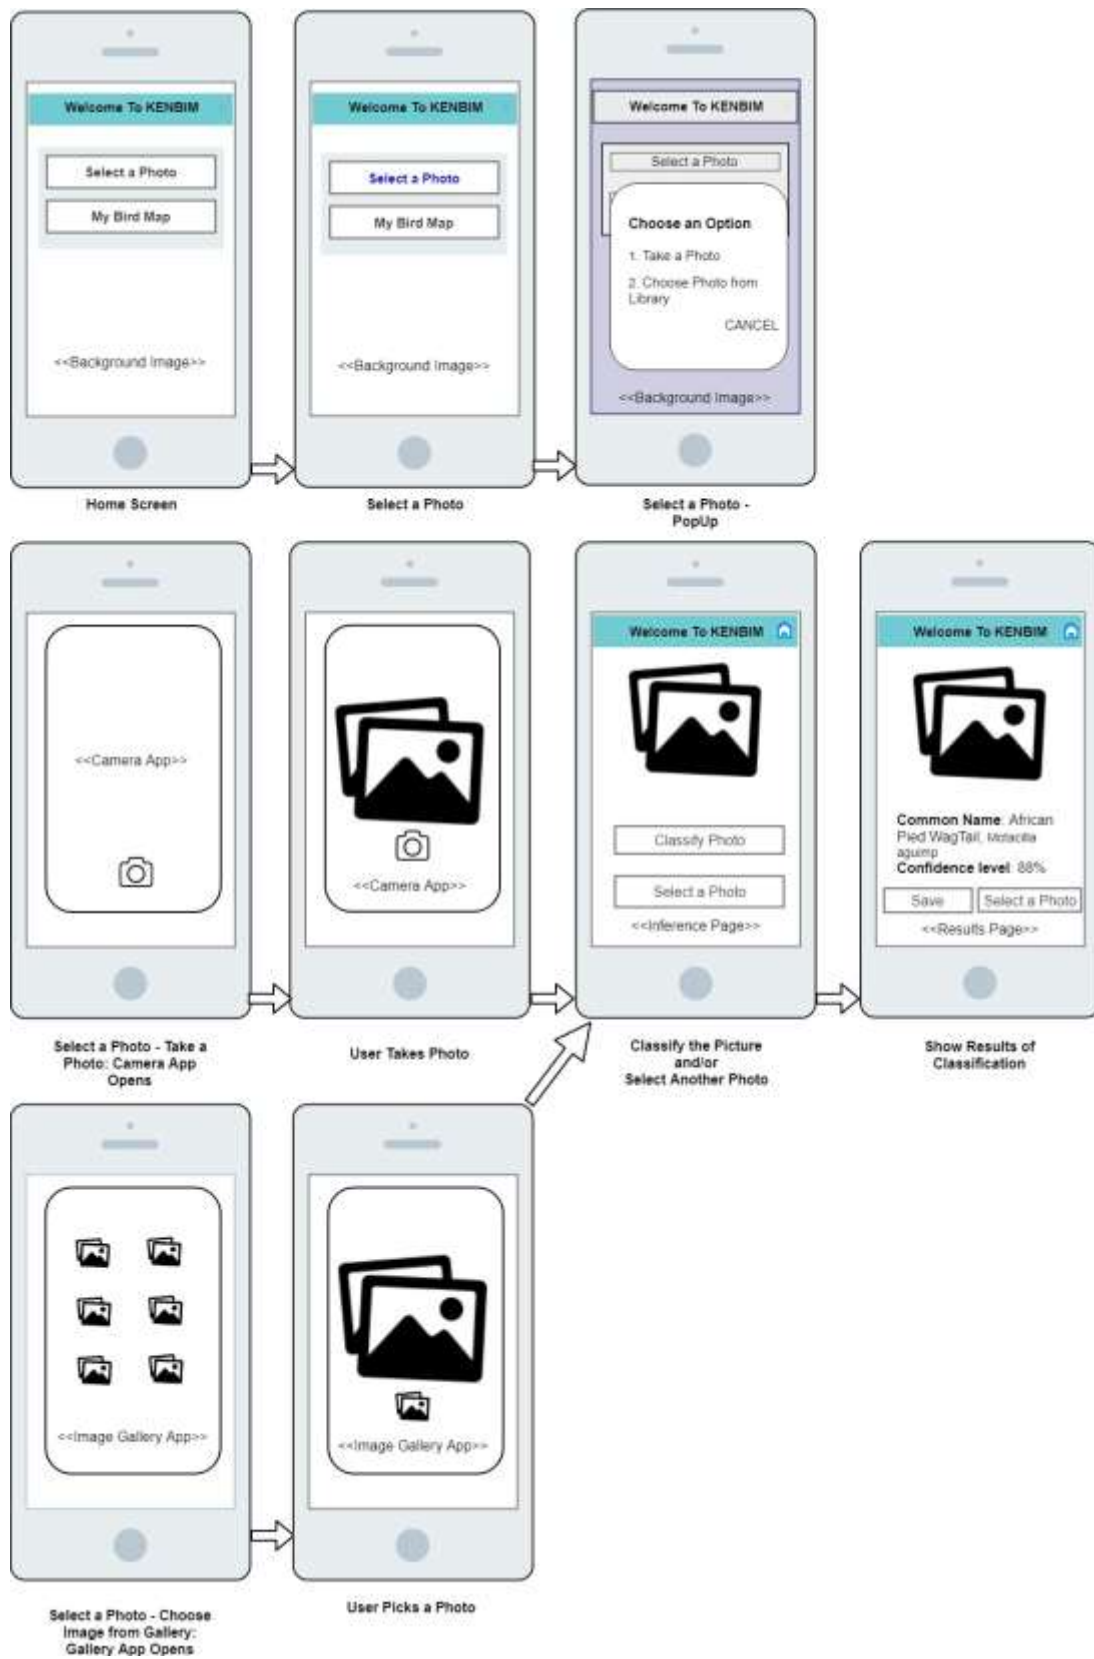 Welcome To KENBIM
Select a Photo
My Bird Map
<<Background Image>>
Home Screen
Welcome To KENBIM
Select a Photo
My Bird Map
<<Background Image>>
Select a Photo
Welcome To KENBIM
Select a Photo
Choose an Option
1. Take a Photo
2. Choose Photo from
Library
CANCEL
<<Background Image>>
Select a Photo -
PopUp
<<Camera App>>
Select a Photo - Take a
Photo: Camera App
Opens
<<Camera App>>
User Takes Photo
Welcome To KENBIM
Classify Photo
Select a Photo
<<Inference Page>>
Classify the Picture
and/or
Select Another Photo
Welcome To KENBIM
Common Name: African
Pied WagTail, Motacilla
aguimp
Confidence level: 88%
Save
Select a Photo
<<Results Page>>
Show Results of
Classification
<<Image Gallery App>>
Select a Photo - Choose
Image from Gallery:
Gallery App Opens
<<Image Gallery App>>
User Picks a Photo